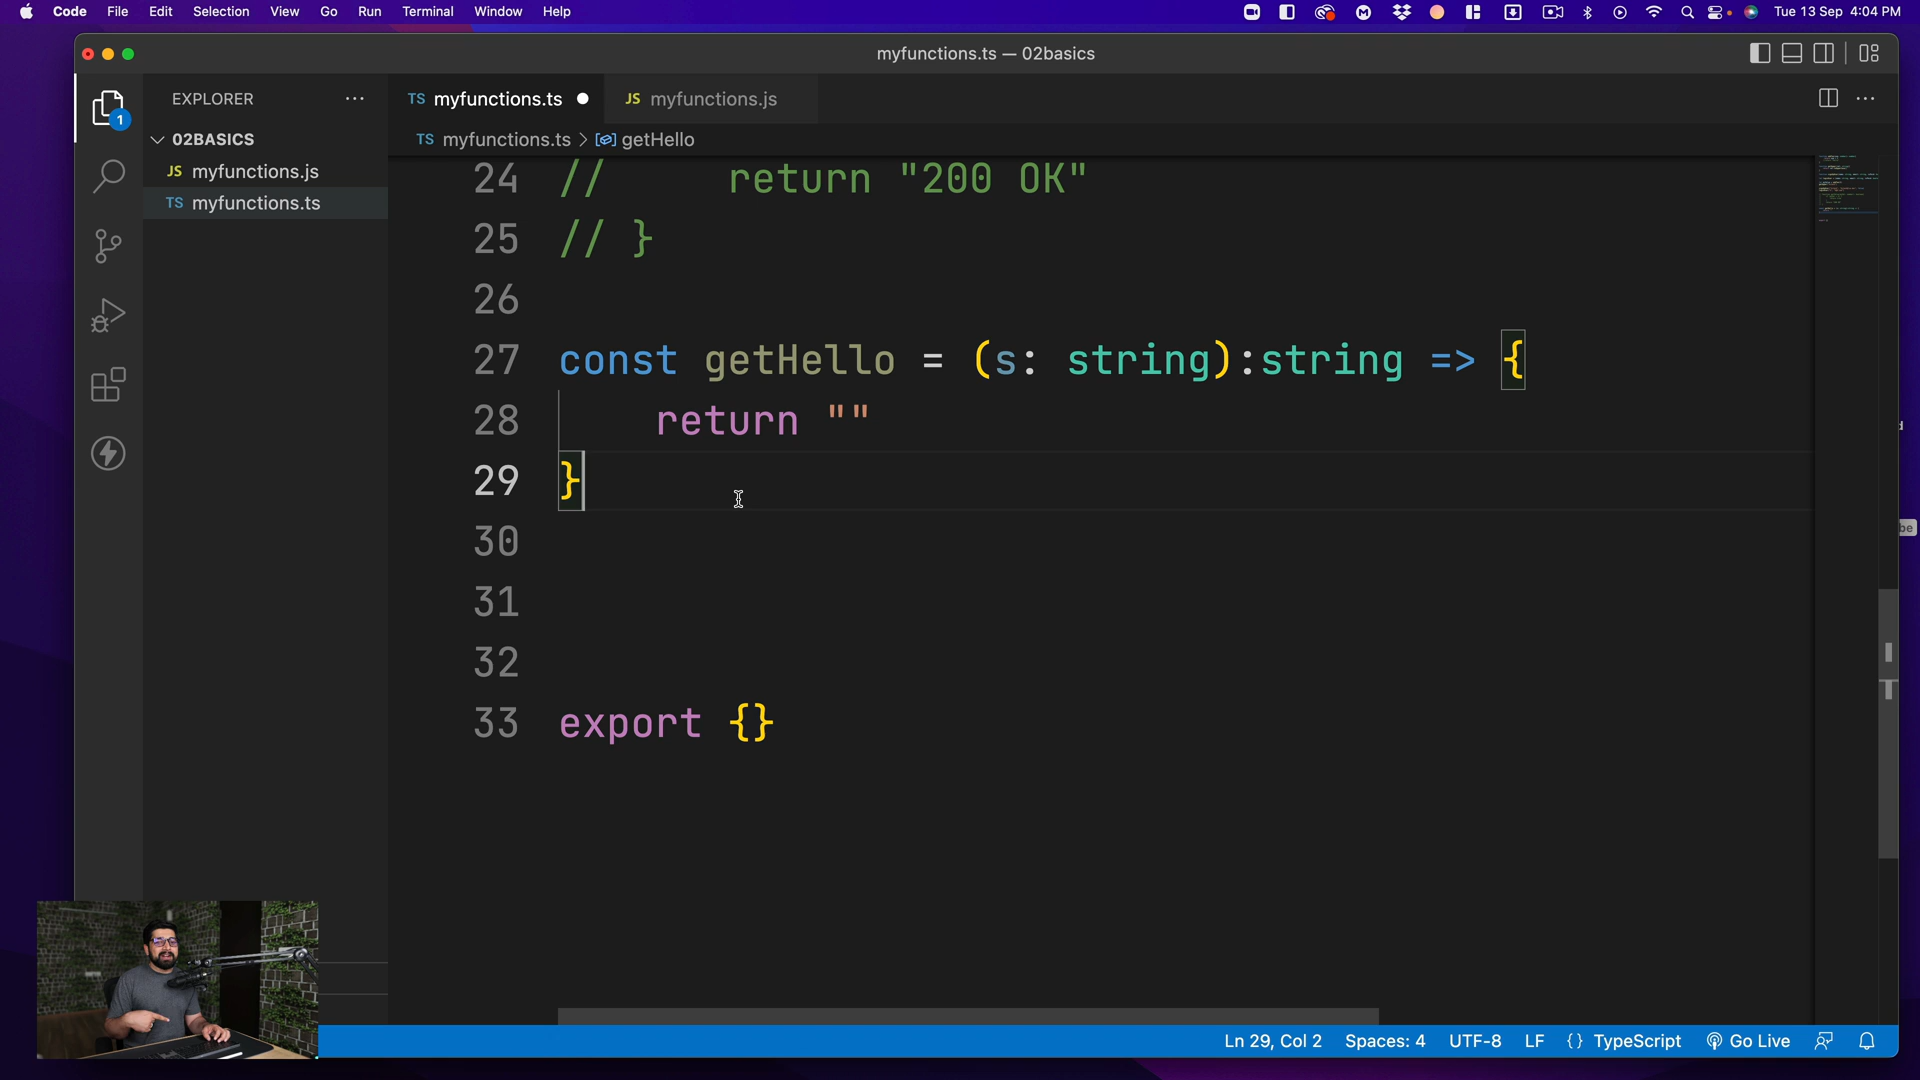 Code File Edit Selection View Go Run Terminal Window Help Tue 13 Sep 4:04 PM
myfunctions.ts — 02basics
EXPLORER ···
TS myfunctions.ts JS myfunctions.js
1
02BASICS
TS myfunctions.ts > getHello
JS myfunctions.js
TS myfunctions.ts
24 //     return "200 OK"
25 // }
26
27 const getHello = (s: string):string => {
28     return ""
29 }
30
31
32
33 export {}
Ln 29, Col 2 Spaces: 4 UTF-8 LF {} TypeScript Go Live